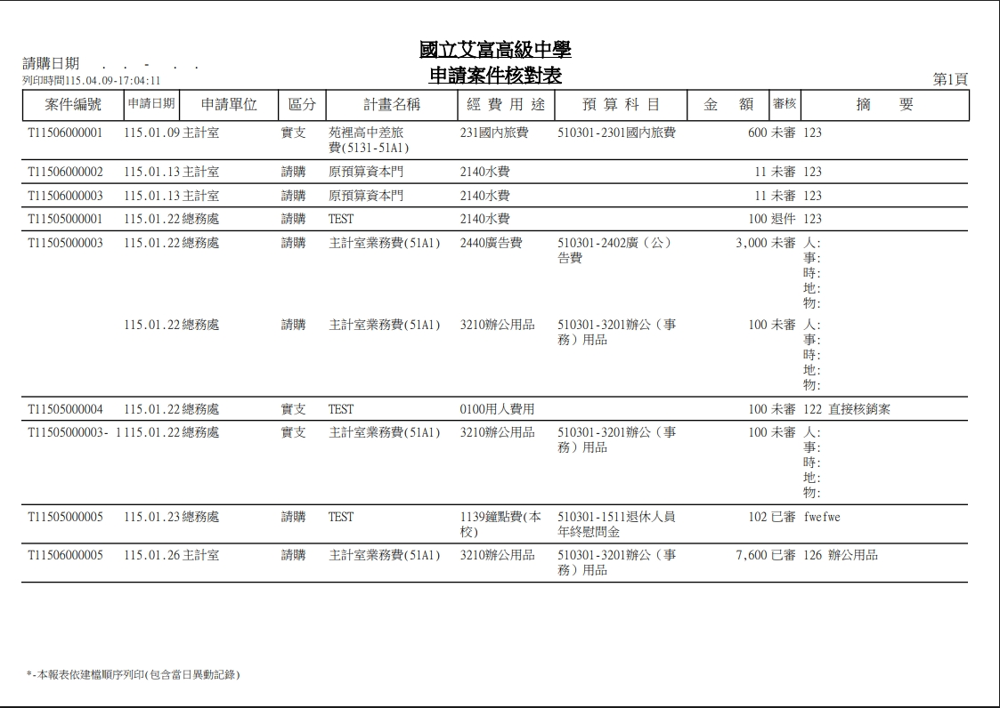 國立艾富高級中學
請購日期 . . - . .
申請案件核對表
列印時間115.04.09-17:04:11
第1頁
案件編號 申請日期 申請單位 區分 計畫名稱 經費用途 預算科目 金額 審核 摘要
T11506000001 115.01.09 主計室 實支 苑裡高中差旅 231國內旅費 510301-2301國內旅費 600 未審 123
費(5131-51A1)
T11506000002 115.01.13 主計室 請購 原預算資本門 2140水費 11 未審 123
T11506000003 115.01.13 主計室 請購 原預算資本門 2140水費 11 未審 123
T11505000001 115.01.22 總務處 請購 TEST 2140水費 100 退件 123
T11505000003 115.01.22 總務處 請購 主計室業務費(51A1) 2440廣告費 510301-2402廣（公） 3,000 未審 人:
告費 事:
時:
地:
物:
115.01.22 總務處 請購 主計室業務費(51A1) 3210辦公用品 510301-3201辦公（事 100 未審 人:
務）用品 事:
時:
地:
物:
T11505000004 115.01.22 總務處 實支 TEST 0100用人費用 100 未審 122 直接核銷案
T11505000003- 1 115.01.22 總務處 實支 主計室業務費(51A1) 3210辦公用品 510301-3201辦公（事 100 未審 人:
務）用品 事:
時:
地:
物:
T11505000005 115.01.23 總務處 請購 TEST 1139鐘點費(本 510301-1511退休人員 102 已審 fwefwe
校) 年終慰問金
T11506000005 115.01.26 主計室 請購 主計室業務費(51A1) 3210辦公用品 510301-3201辦公（事 7,600 已審 126 辦公用品
務）用品
*-本報表依建檔順序列印(包含當日異動記錄)